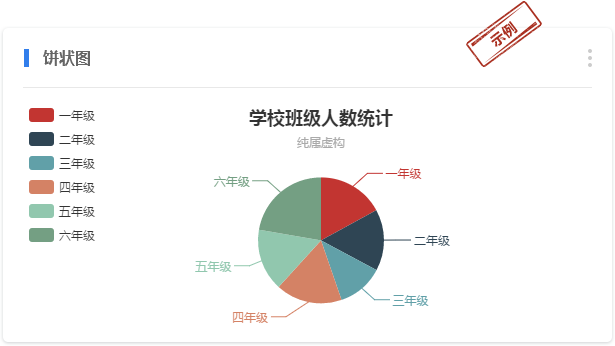 示例
饼状图
一年级
二年级
三年级
四年级
五年级
六年级
学校班级人数统计
纯属虚构
六年级
一年级
二年级
五年级
三年级
四年级